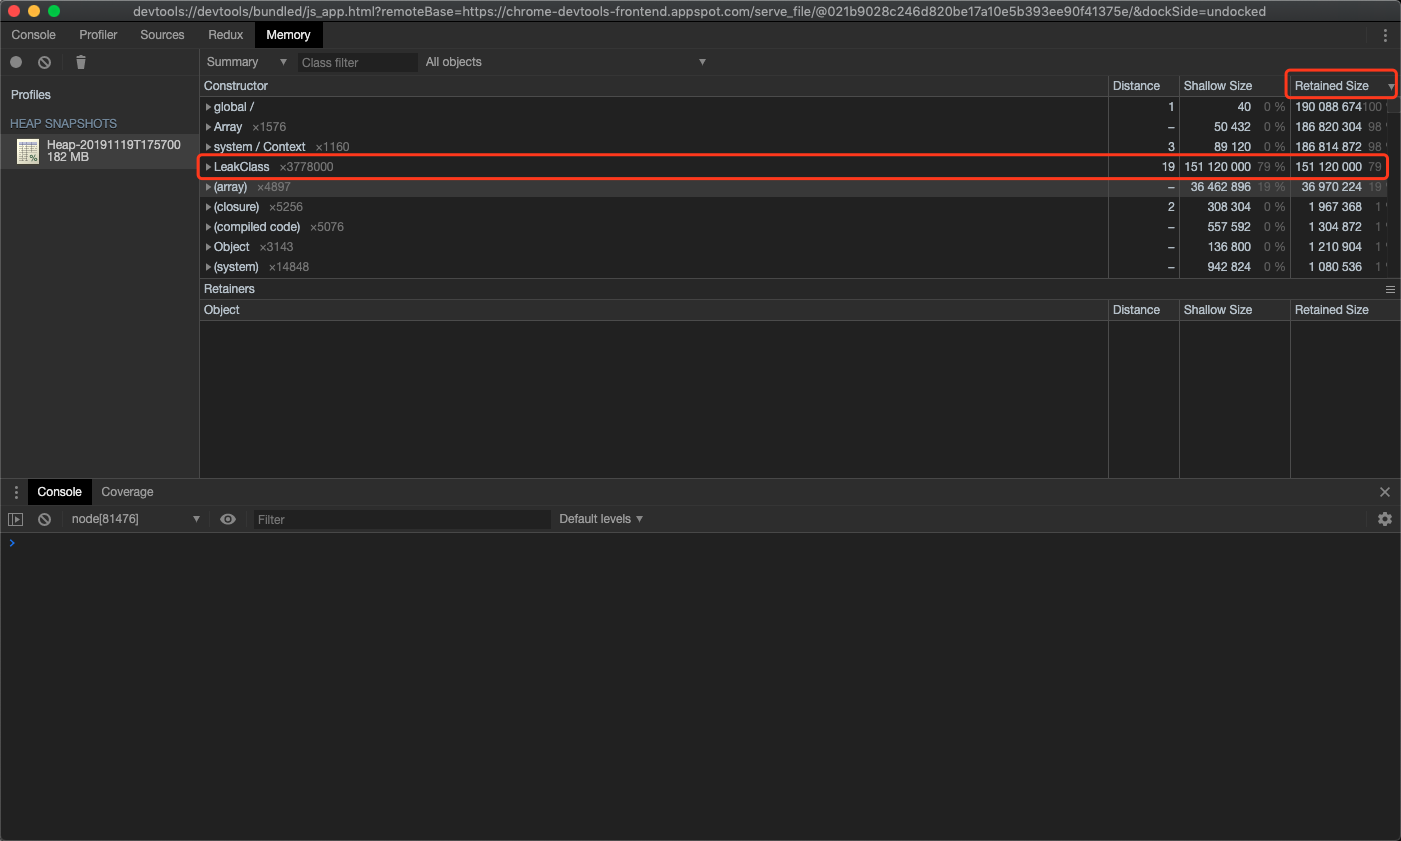 devtools://devtools/bundled/js_app.html?remoteBase=https://chrome-devtools-frontend.appspot.com/serve_file/@021b9028c246d820be17a10e5b393ee90f41375e/&dockSide=undocked
Console Profiler Sources Redux Memory
Summary Class filter All objects
Profiles
HEAP SNAPSHOTS
Heap-20191119T175700
182 MB
%
Constructor Distance Shallow Size Retained Size
global / 1 40 0 % 190 088 674 100
Array ×1576 – 50 432 0 % 186 820 304 98
system / Context ×1160 3 89 120 0 % 186 814 872 98
LeakClass ×3778000 19 151 120 000 79 % 151 120 000 79
(array) ×4897 – 36 462 896 19 % 36 970 224 19
(closure) ×5256 2 308 304 0 % 1 967 368 1
(compiled code) ×5076 – 557 592 0 % 1 304 872 1
Object ×3143 – 136 800 0 % 1 210 904 1
(system) ×14848 – 942 824 0 % 1 080 536 1
Retainers
Object Distance Shallow Size Retained Size
Console Coverage
node[81476] Filter Default levels